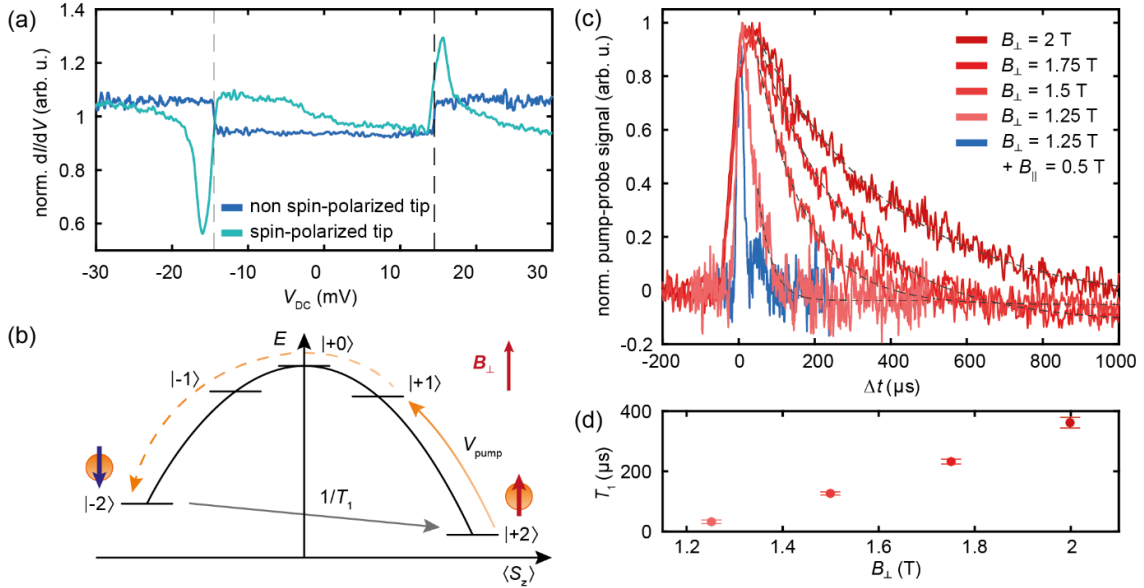 (a)
norm. dI/dV (arb. u.)
1.4
1.2
1.0
0.8
0.6
non spin-polarized tip
spin-polarized tip
-30
-20
-10
0
10
20
30
V_DC (mV)
(b)
E
|+0⟩
|-1⟩
|+1⟩
B⊥
V_pump
|-2⟩
1/T₁
|+2⟩
⟨S_z⟩
(c)
norm. pump-probe signal (arb. u.)
1
0.8
0.6
0.4
0.2
0
-0.2
B⊥ = 2 T
B⊥ = 1.75 T
B⊥ = 1.5 T
B⊥ = 1.25 T
B⊥ = 1.25 T
+ B∥ = 0.5 T
-200
0
200
400
600
800
1000
Δt (µs)
(d)
T₁ (µs)
400
200
0
1.2
1.4
1.6
1.8
2
B⊥ (T)